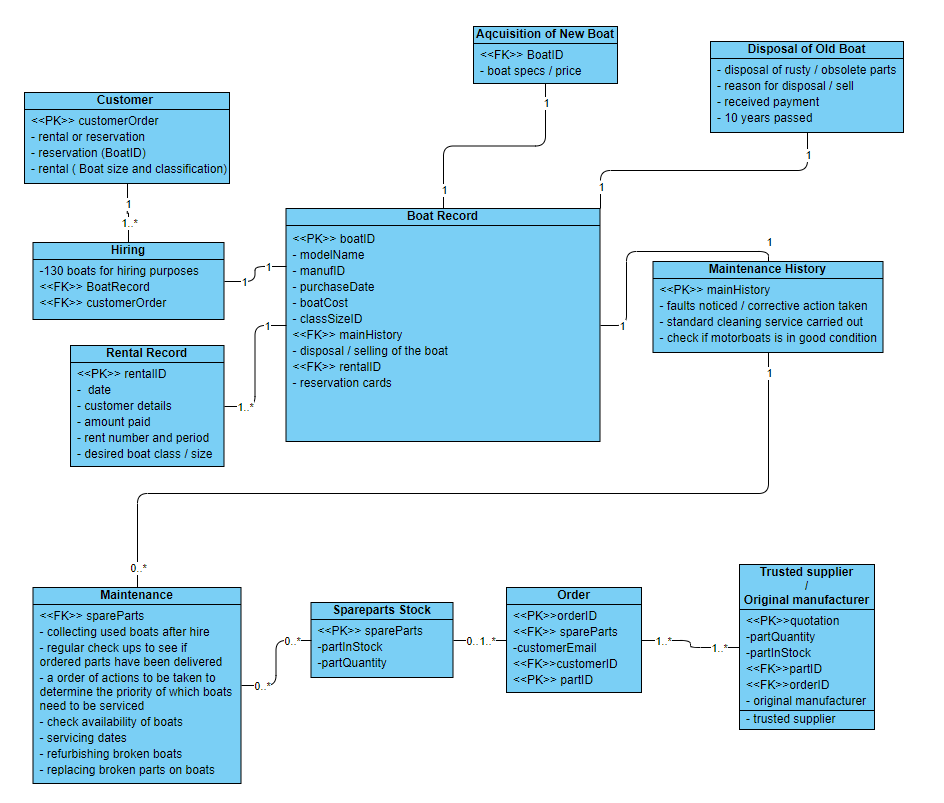 Aqcuisition of New Boat
<<FK>> BoatID
- boat specs / price
1
1
Disposal of Old Boat
- disposal of rusty / obsolete parts
- reason for disposal / sell
- received payment
- 10 years passed
1
1
Customer
<<PK>> customerOrder
- rental or reservation
- reservation (BoatID)
- rental ( Boat size and classification)
1
1..*
Hiring
-130 boats for hiring purposes
<<FK>> BoatRecord
<<FK>> customerOrder
1
1
Rental Record
<<PK>> rentalID
- date
- customer details
- amount paid
- rent number and period
- desired boat class / size
1..*
1
Boat Record
<<PK>> boatID
- modelName
- manufID
- purchaseDate
- boatCost
- classSizeID
<<FK>> mainHistory
- disposal / selling of the boat
<<FK>> rentalID
- reservation cards
1
1
Maintenance History
<<PK>> mainHistory
- faults noticed / corrective action taken
- standard cleaning service carried out
- check if motorboats is in good condition
1
0..*
Maintenance
<<FK>> spareParts
- collecting used boats after hire
- regular check ups to see if
ordered parts have been delivered
- a order of actions to be taken to
determine the priority of which boats
need to be serviced
- check availability of boats
- servicing dates
- refurbishing broken boats
- replacing broken parts on boats
0..*
0..*
Spareparts Stock
<<PK>> spareParts
-partInStock
-partQuantity
0..1..*
Order
<<PK>>orderID
<<FK>> spareParts
-customerEmail
<<FK>>customerID
<<PK>> partID
1..*
1..*
Trusted supplier
/
Original manufacturer
<<PK>>quotation
-partQuantity
-partInStock
<<FK>>partID
<<FK>>orderID
- original manufacturer
- trusted supplier